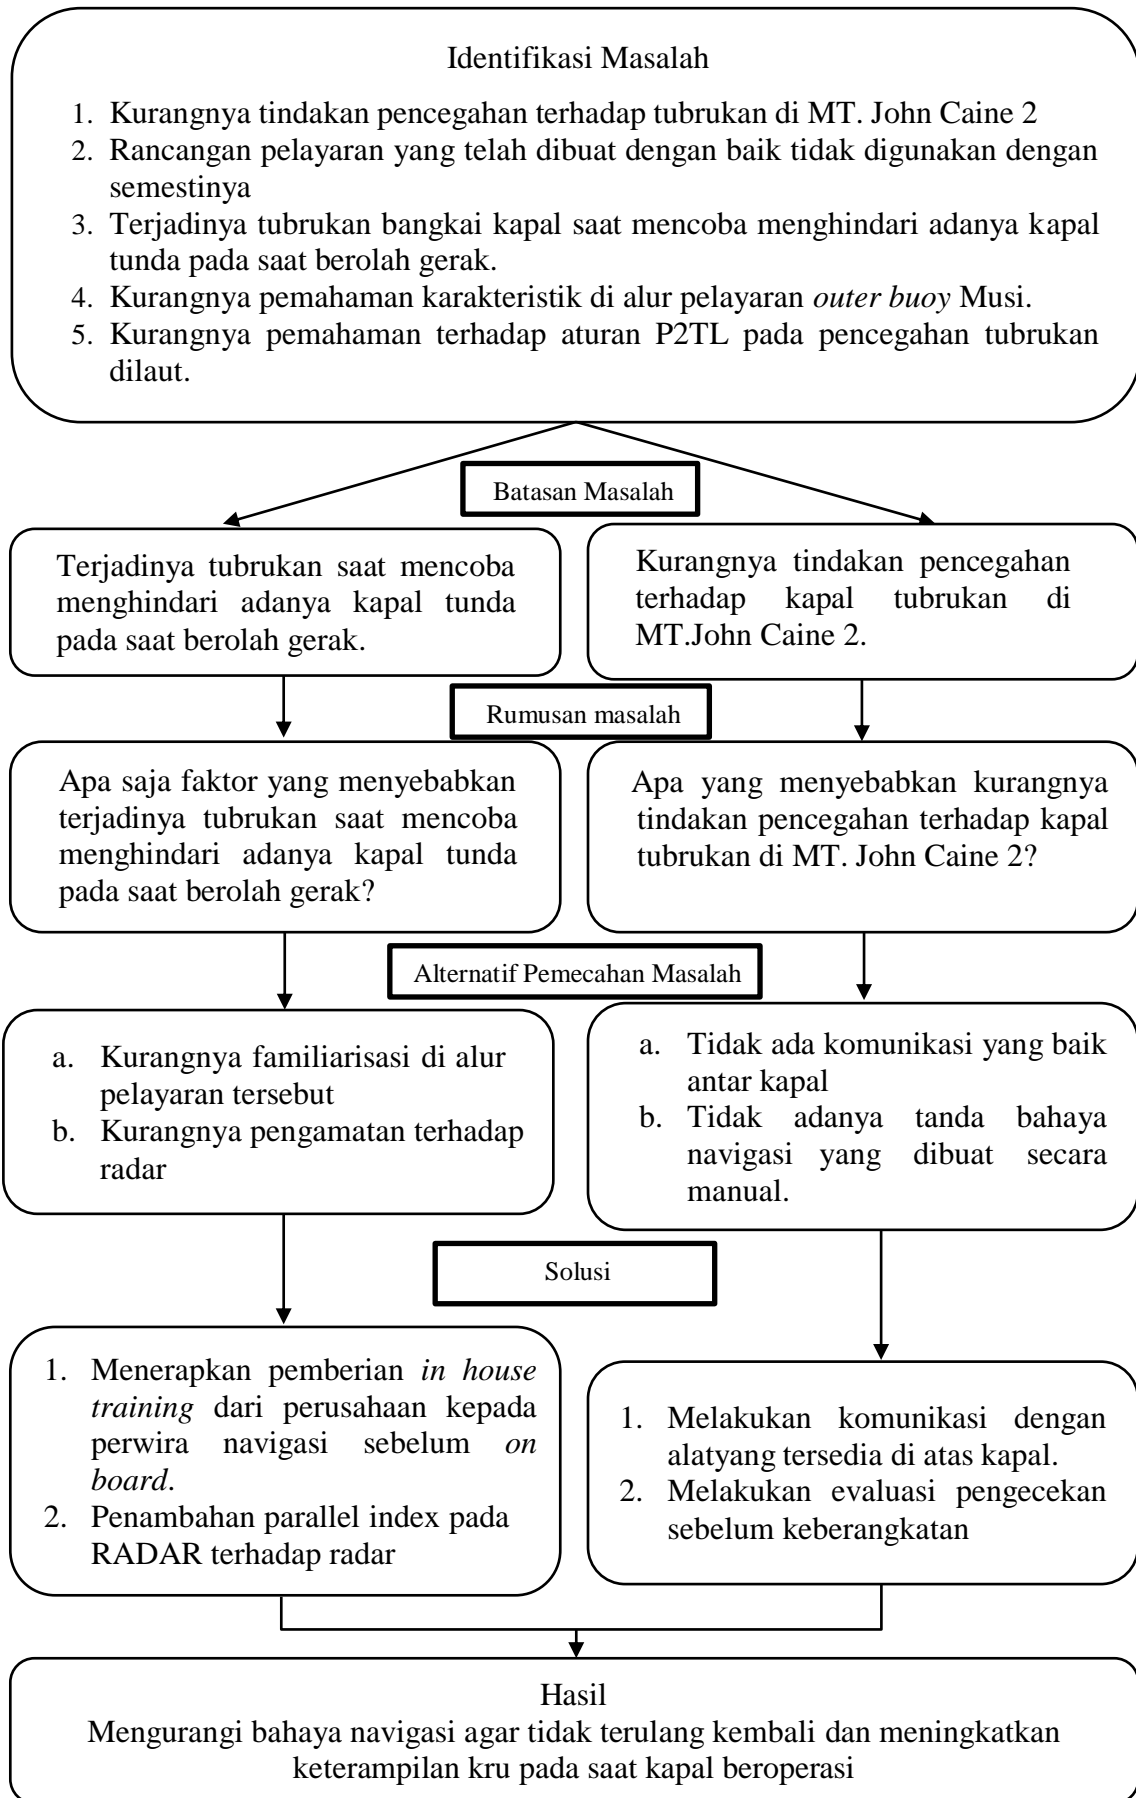 Identifikasi Masalah
1. Kurangnya tindakan pencegahan terhadap tubrukan di MT. John Caine 2
2. Rancangan pelayaran yang telah dibuat dengan baik tidak digunakan dengan
semestinya
3. Terjadinya tubrukan bangkai kapal saat mencoba menghindari adanya kapal
tunda pada saat berolah gerak.
4. Kurangnya pemahaman karakteristik di alur pelayaran outer buoy Musi.
5. Kurangnya pemahaman terhadap aturan P2TL pada pencegahan tubrukan
dilaut.
Batasan Masalah
Terjadinya tubrukan saat mencoba
menghindari adanya kapal tunda
pada saat berolah gerak.
Kurangnya tindakan pencegahan
terhadap kapal tubrukan di
MT.John Caine 2.
Rumusan masalah
Apa saja faktor yang menyebabkan
terjadinya tubrukan saat mencoba
menghindari adanya kapal tunda
pada saat berolah gerak?
Apa yang menyebabkan kurangnya
tindakan pencegahan terhadap kapal
tubrukan di MT. John Caine 2?
Alternatif Pemecahan Masalah
a. Kurangnya familiarisasi di alur
pelayaran tersebut
b. Kurangnya pengamatan terhadap
radar
a. Tidak ada komunikasi yang baik
antar kapal
b. Tidak adanya tanda bahaya
navigasi yang dibuat secara
manual.
Solusi
1. Menerapkan pemberian in house
training dari perusahaan kepada
perwira navigasi sebelum on
board.
2. Penambahan parallel index pada
RADAR terhadap radar
1. Melakukan komunikasi dengan
alatyang tersedia di atas kapal.
2. Melakukan evaluasi pengecekan
sebelum keberangkatan
Hasil
Mengurangi bahaya navigasi agar tidak terulang kembali dan meningkatkan
keterampilan kru pada saat kapal beroperasi